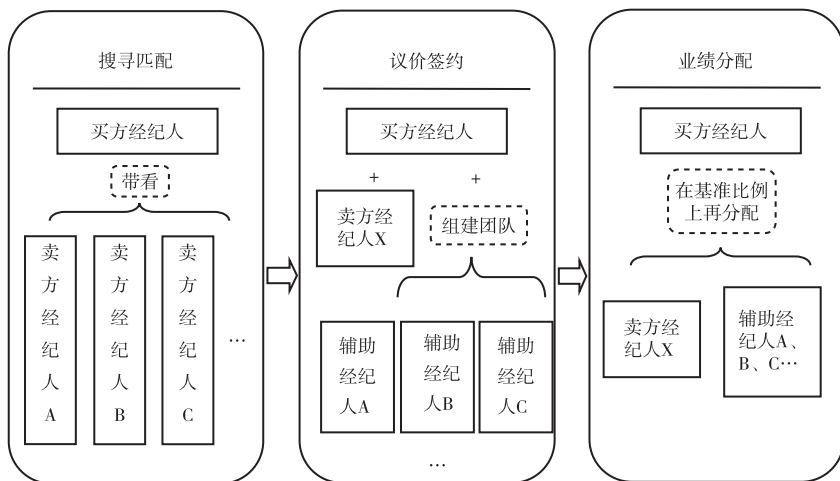 搜寻匹配
买方经纪人
带看
卖方经纪人A
卖方经纪人B
卖方经纪人C
…
议价签约
买方经纪人
+
+
卖方经
纪人X
组建团队
辅助
经纪
人A
辅助
经纪
人B
辅助
经纪
人C
…
业绩分配
买方经纪人
在基准比例
上再分配
卖方经
纪人X
辅助经
纪人A、
B、C…